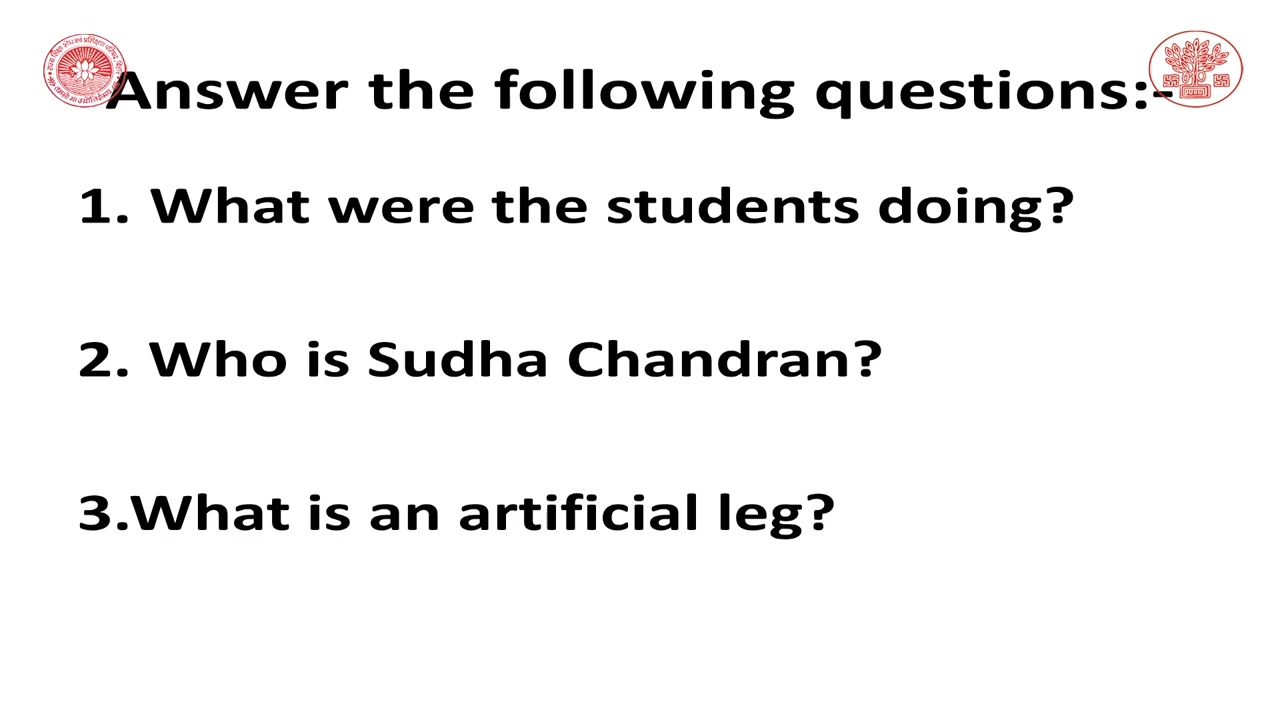 Answer the following questions:-
1. What were the students doing?
2. Who is Sudha Chandran?
3.What is an artificial leg?